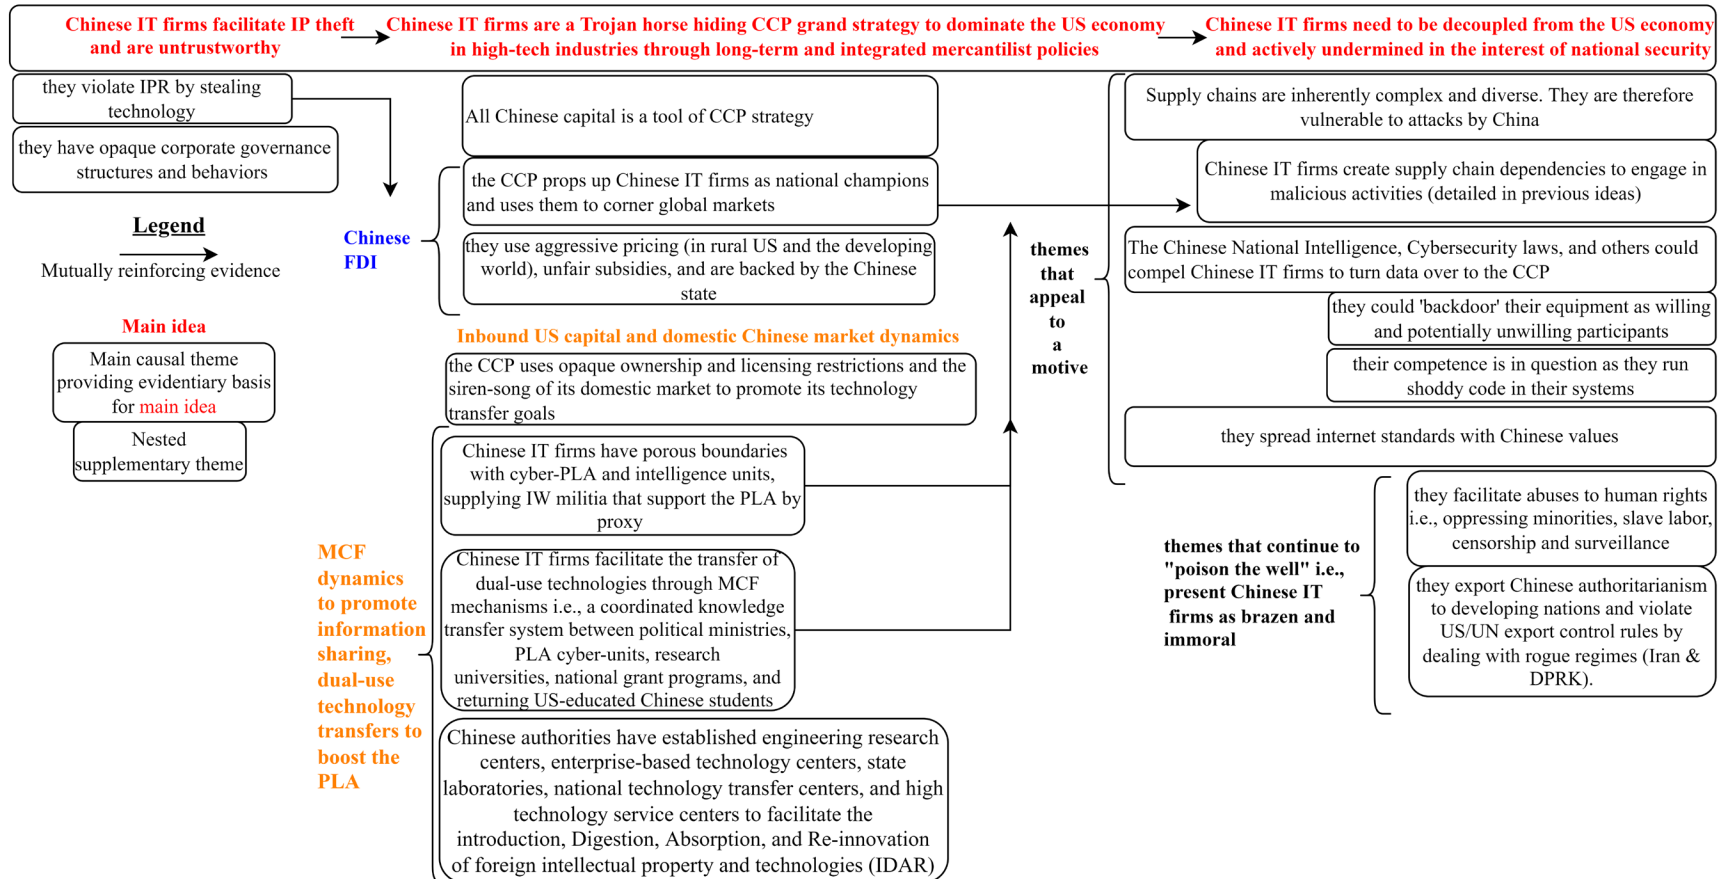 Chinese IT firms facilitate IP theft
and are untrustworthy
Chinese IT firms are a Trojan horse hiding CCP grand strategy to dominate the US economy
in high-tech industries through long-term and integrated mercantilist policies
Chinese IT firms need to be decoupled from the US economy
and actively undermined in the interest of national security
they violate IPR by stealing
technology
they have opaque corporate governance
structures and behaviors
Legend
Mutually reinforcing evidence
Main idea
Main causal theme
providing evidentiary basis
for main idea
Nested
supplementary theme
All Chinese capital is a tool of CCP strategy
Chinese
FDI
the CCP props up Chinese IT firms as national champions
and uses them to corner global markets
they use aggressive pricing (in rural US and the developing
world), unfair subsidies, and are backed by the Chinese
state
Inbound US capital and domestic Chinese market dynamics
the CCP uses opaque ownership and licensing restrictions and the
siren-song of its domestic market to promote its technology
transfer goals
MCF
dynamics
to promote
information
sharing,
dual-use
technology
transfers to
boost the
PLA
Chinese IT firms have porous boundaries
with cyber-PLA and intelligence units,
supplying IW militia that support the PLA by
proxy
Chinese IT firms facilitate the transfer of
dual-use technologies through MCF
mechanisms i.e., a coordinated knowledge
transfer system between political ministries,
PLA cyber-units, research
universities, national grant programs, and
returning US-educated Chinese students
Chinese authorities have established engineering research
centers, enterprise-based technology centers, state
laboratories, national technology transfer centers, and high
technology service centers to facilitate the
introduction, Digestion, Absorption, and Re-innovation
of foreign intellectual property and technologies (IDAR)
themes
that
appeal
to
a
motive
Supply chains are inherently complex and diverse. They are therefore
vulnerable to attacks by China
Chinese IT firms create supply chain dependencies to engage in
malicious activities (detailed in previous ideas)
The Chinese National Intelligence, Cybersecurity laws, and others could
compel Chinese IT firms to turn data over to the CCP
they could 'backdoor' their equipment as willing
and potentially unwilling participants
their competence is in question as they run
shoddy code in their systems
they spread internet standards with Chinese values
themes that continue to
"poison the well" i.e.,
present Chinese IT
firms as brazen and
immoral
they facilitate abuses to human rights
i.e., oppressing minorities, slave labor,
censorship and surveillance
they export Chinese authoritarianism
to developing nations and violate
US/UN export control rules by
dealing with rogue regimes (Iran &
DPRK).